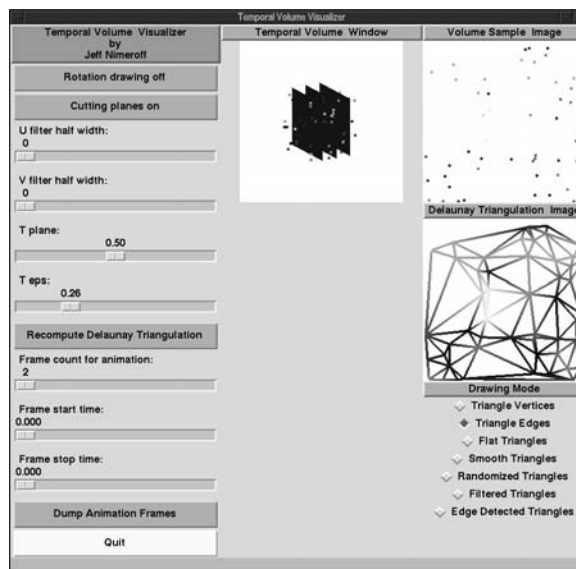 Temporal Volume Visualizer
Temporal Volume Visualizer
by
Jeff Nimeroff
Rotation drawing off
Cutting planes on
U filter half width:
0
V filter half width:
0
T plane:
0.50
T eps:
0.26
Recompute Delaunay Triangulation
Frame count for animation:
2
Frame start time:
0.000
Frame stop time:
0.000
Dump Animation Frames
Quit
Temporal Volume Window
Volume Sample Image
Delaunay Triangulation Image
Drawing Mode
Triangle Vertices
Triangle Edges
Flat Triangles
Smooth Triangles
Randomized Triangles
Filtered Triangles
Edge Detected Triangles